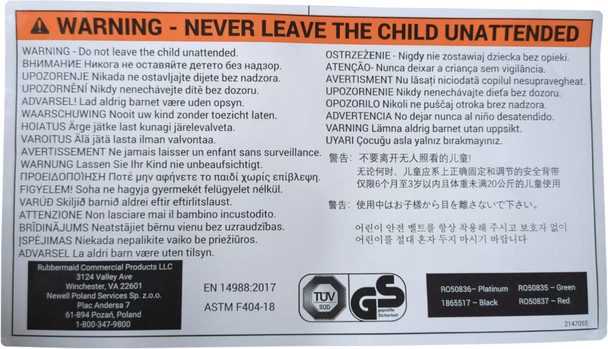 WARNING - NEVER LEAVE THE CHILD UNATTENDED
WARNING - Do not leave the child unattended.
ВНИМАНИЕ Никога не оставяйте детето без надзор.
UPOZORENJE Nikada ne ostavljajte dijete bez nadzora.
UPOZORNĚNÍ Nikdy nenechávejte dítě bez dozoru.
ADVARSEL! Lad aldrig barnet være uden opsyn.
WAARSCHUWING Nooit uw kind zonder toezicht laten.
HOIATUS Ärge jätke last kunagi järelevalveta.
VAROITUS Älä jätä lasta ilman valvontaa.
AVERTISSEMENT Ne jamais laisser un enfant sans surveillance.
WARNUNG Lassen Sie Ihr Kind nie unbeaufsichtigt.
ΠΡΟΕΙΔΟΠΟΙΗΣΗ Ποτέ μην αφήνετε το παιδί χωρίς επίβλεψη.
FIGYELEM! Soha ne hagyja gyermekét felügyelet nélkül.
VARÚÐ Skiljið barnið aldrei eftir eftirlitslaust.
ATTENZIONE Non lasciare mai il bambino incustodito.
BRĪDINĀJUMS Neatstājiet bērnu vienu bez uzraudzības.
ĮSPĖJIMAS Niekada nepalikite vaiko be priežiūros.
ADVARSEL La aldri barn være uten tilsyn.
OSTRZEŻENIE - Nigdy nie zostawiaj dziecka bez opieki.
ATENÇÃO- Nunca deixar a criança sem vigilância.
AVERTISMENT Nu lăsați niciodată copilul nesupravegheat.
UPOZORNENIE Nikdy nenechávajte dieťa bez dozoru.
OPOZORILO Nikoli ne puščaj otroka brez nadzora.
ADVERTENCIA No dejar nunca al niño desatendido.
VARNING Lämna aldrig barnet utan uppsikt.
UYARI Çocuğu asla yalnız bırakmayınız.
警告: 不要离开无人照看的儿童!
无论何时, 儿童应系上正确固定和调节的安全背带
仅限6个月至3岁以内且体重未满20公斤的儿童使用
警告: 使用中はお子様から目を離さないで下さい。
어린이 안전 벨트를 항상 착용해 주시고 보호자 없이
어린이를 절대 혼자 두지 마시기 바랍니다
Rubbermaid Commercial Products LLC
3124 Valley Ave
Winchester, VA 22601
Newell Poland Services Sp. z.o.o.
Plac Andersa 7
61-894 Poznań, Poland
1-800-347-9800
EN 14988:2017
ASTM F404-18
TÜV
SÜD
GS
geprüfte
Sicherheit
RO50836– Platinum RO50835 – Green
1865517 – Black RO50837 – Red
2147055